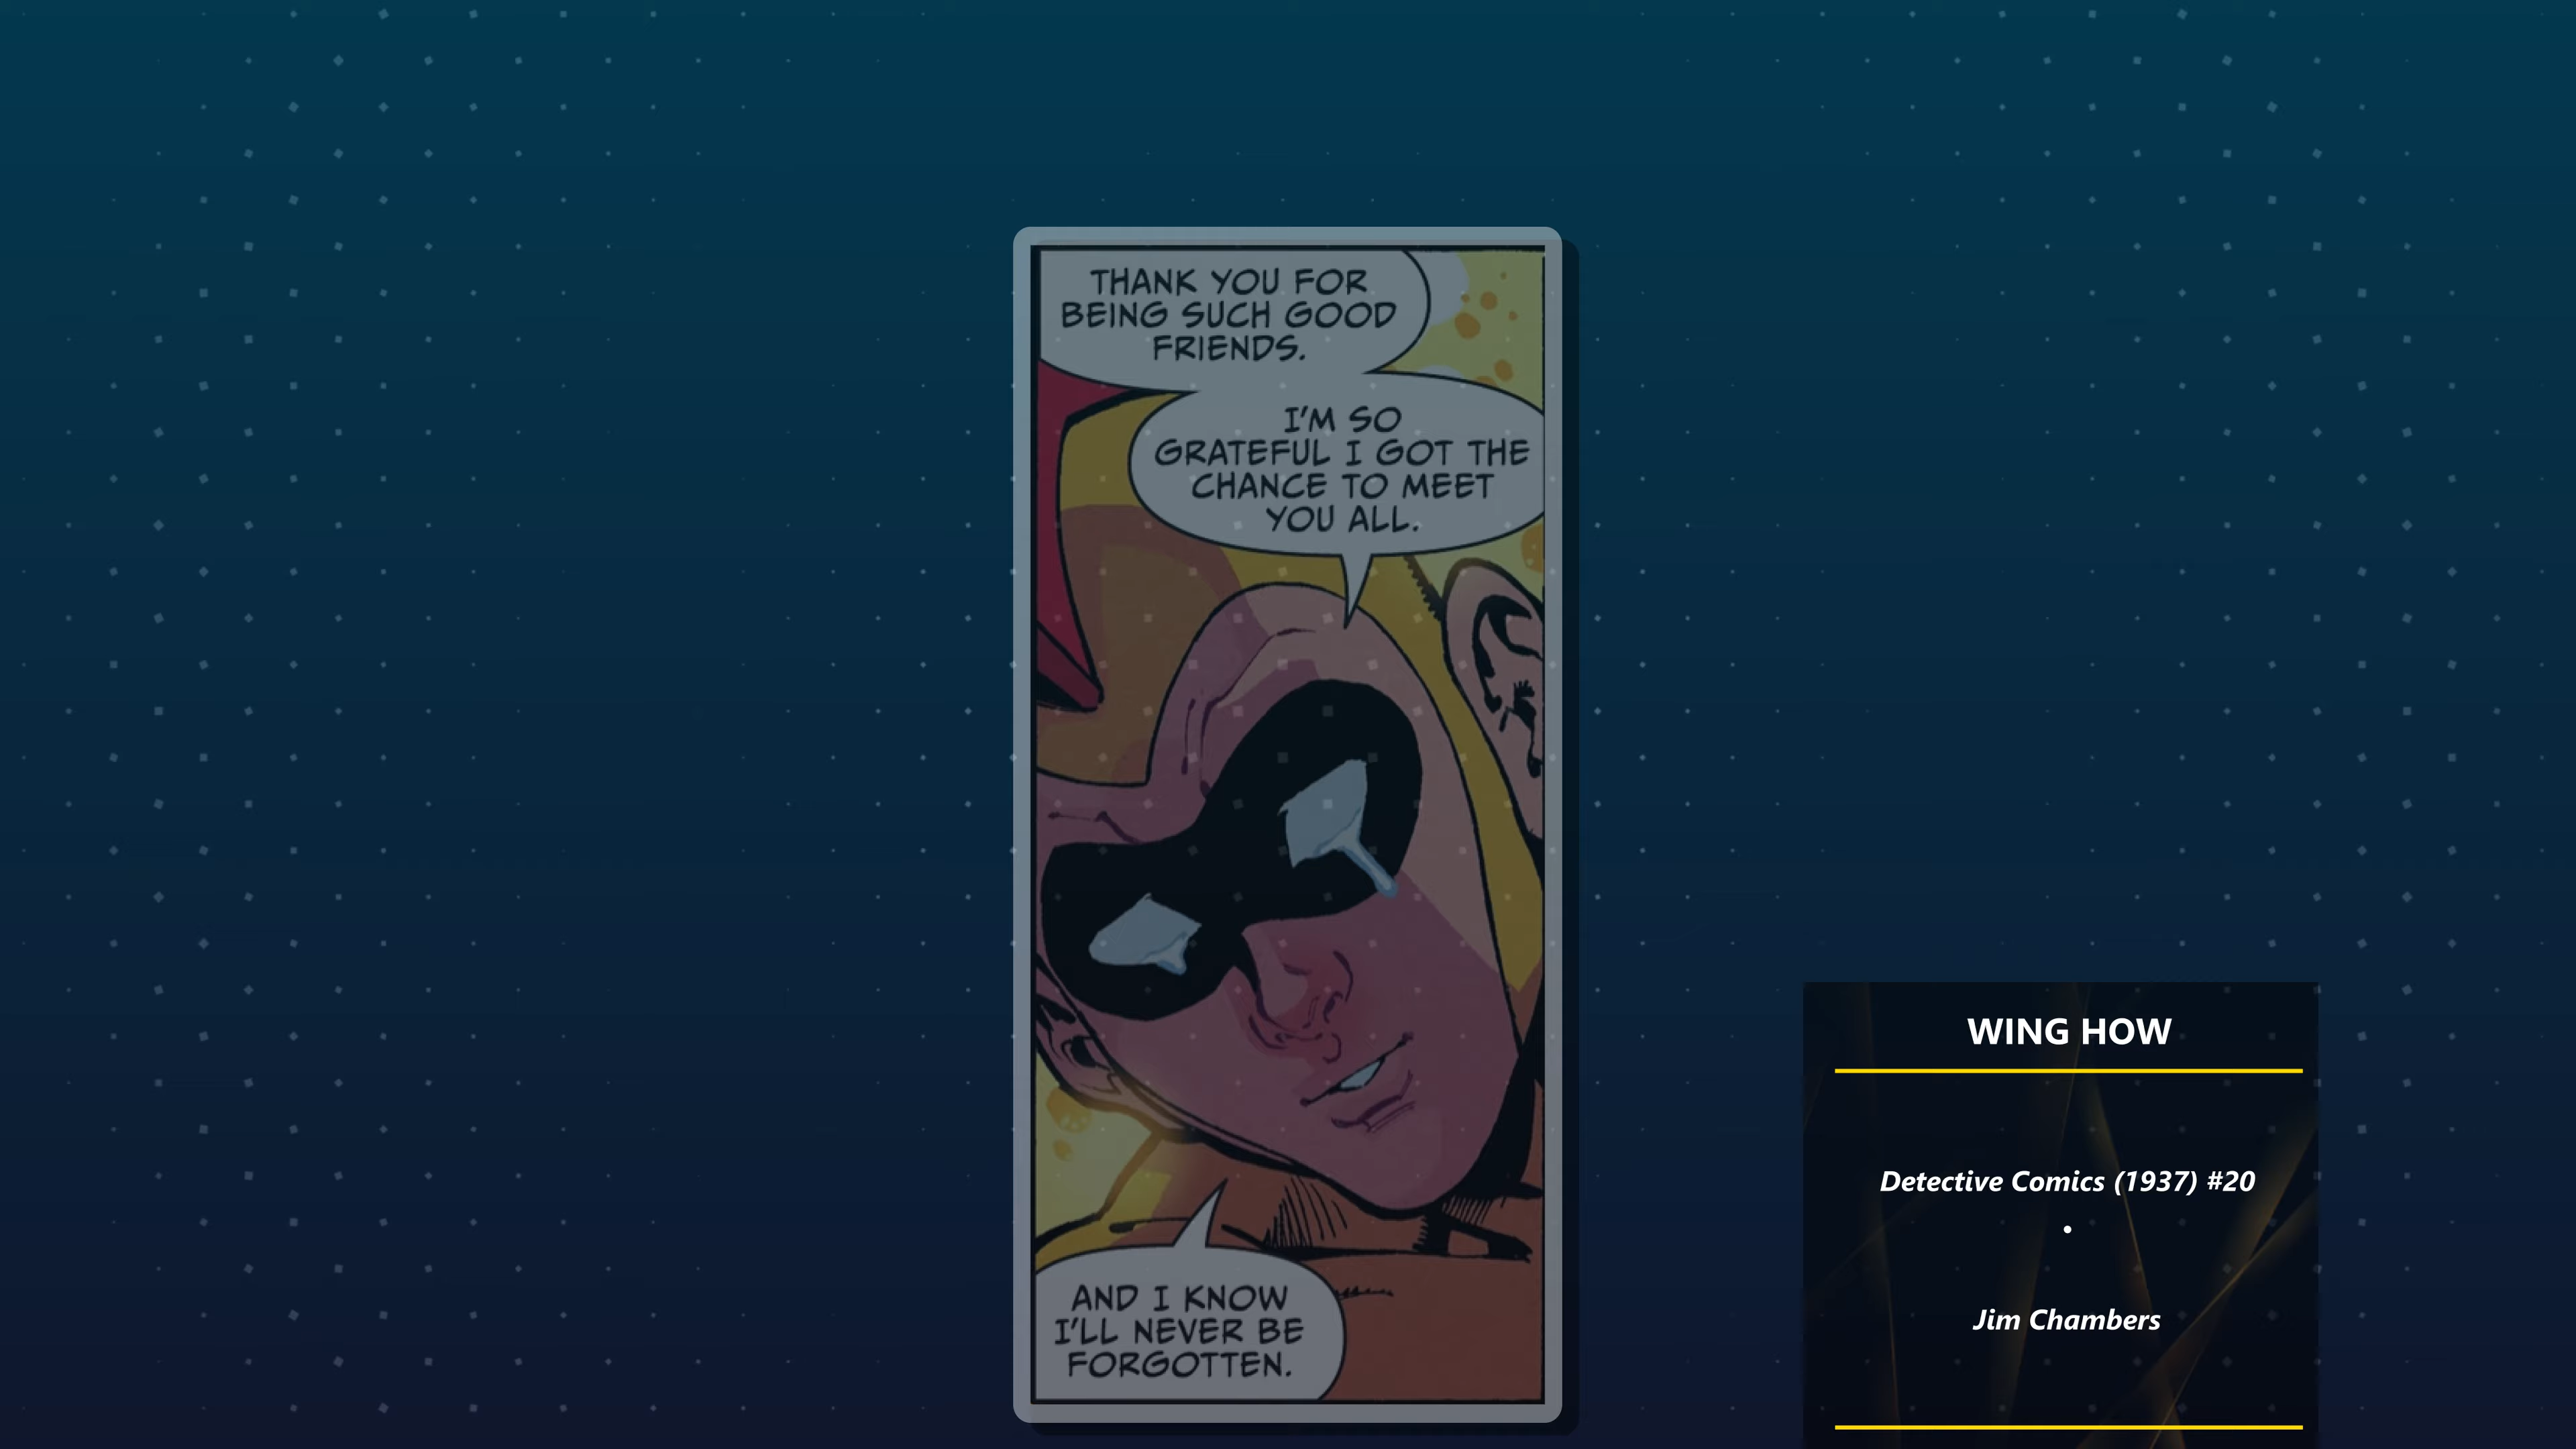 THANK YOU FOR
BEING SUCH GOOD
FRIENDS.
I'M SO
GRATEFUL I GOT THE
CHANCE TO MEET
YOU ALL.
AND I KNOW
I'LL NEVER BE
FORGOTTEN.
WING HOW
Detective Comics (1937) #20
•
Jim Chambers